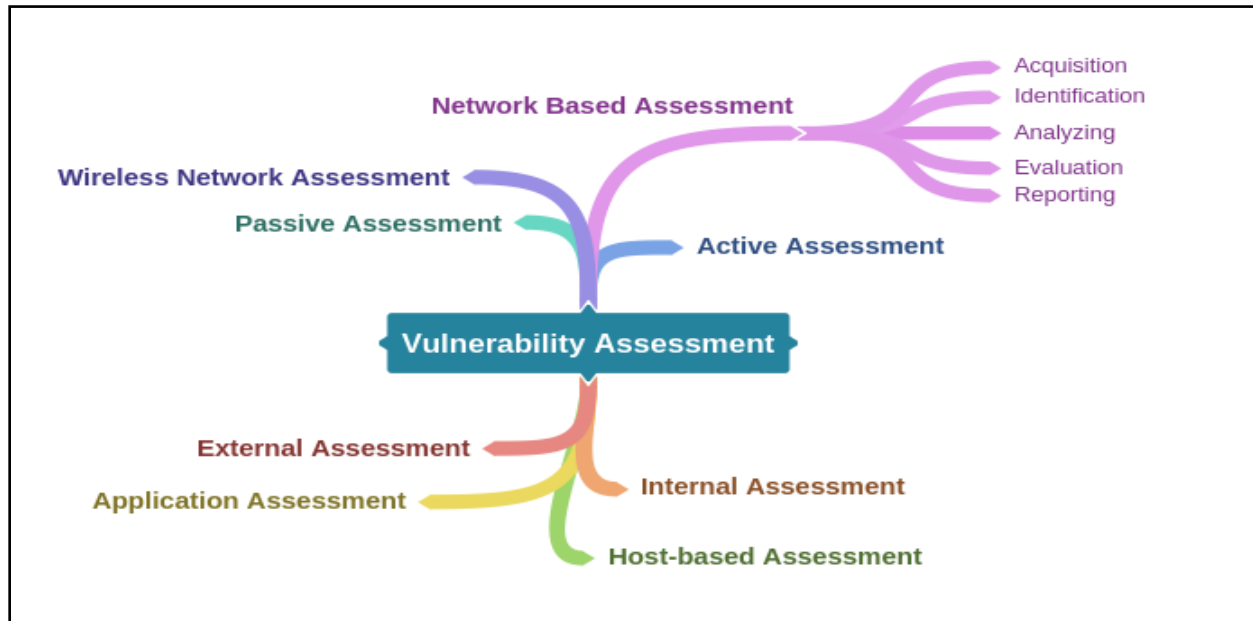 Acquisition
Network Based Assessment
Identification
Analyzing
Evaluation
Reporting
Wireless Network Assessment
Passive Assessment
Active Assessment
Vulnerability Assessment
External Assessment
Internal Assessment
Application Assessment
Host-based Assessment